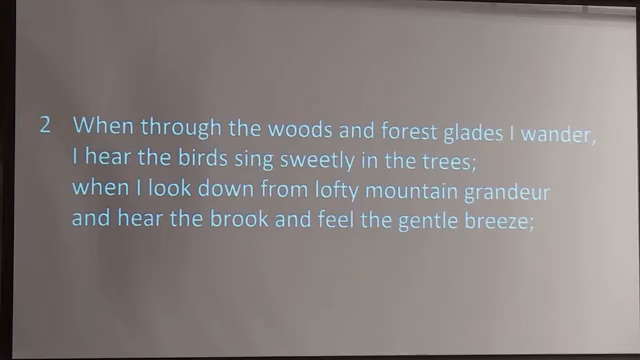 2 When through the woods and forest glades I wander,
I hear the birds sing sweetly in the trees;
when I look down from lofty mountain grandeur
and hear the brook and feel the gentle breeze;